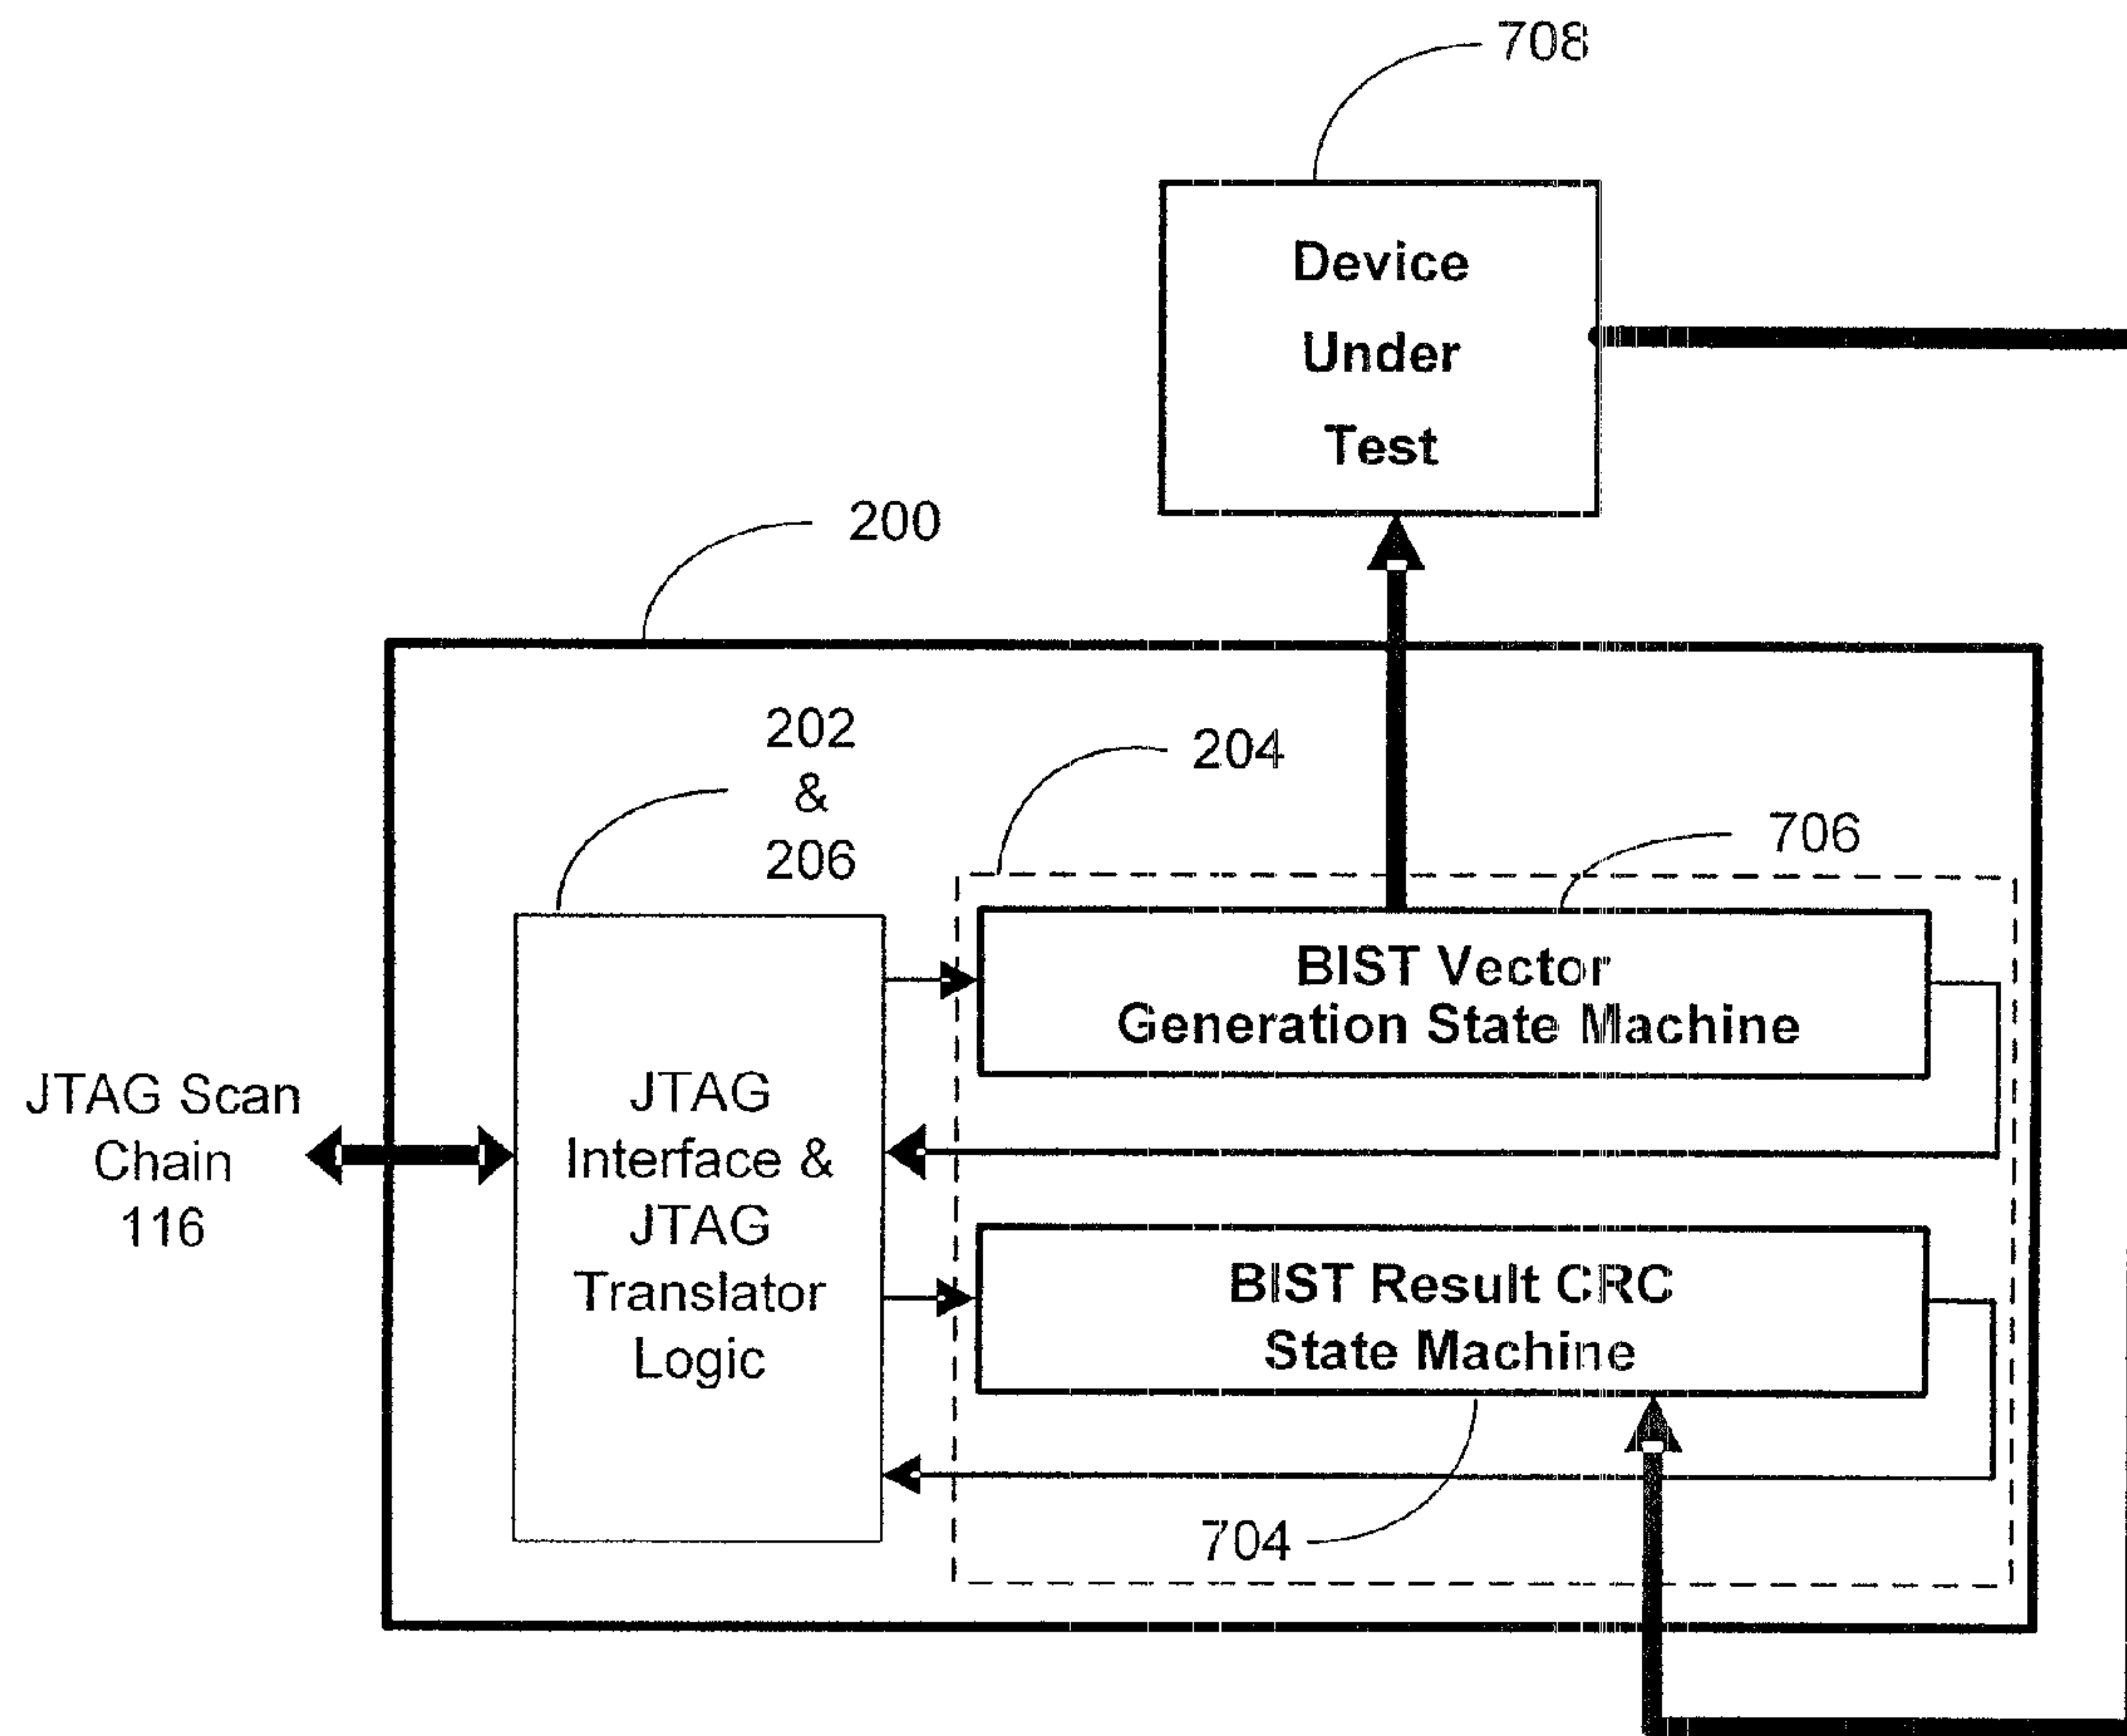 708
Device
Under
Test
200
202
&
206
204
706
BIST Vector
Generation State Machine
JTAG Scan
Chain
116
JTAG
Interface &
JTAG
Translator
Logic
BIST Result CRC
State Machine
704